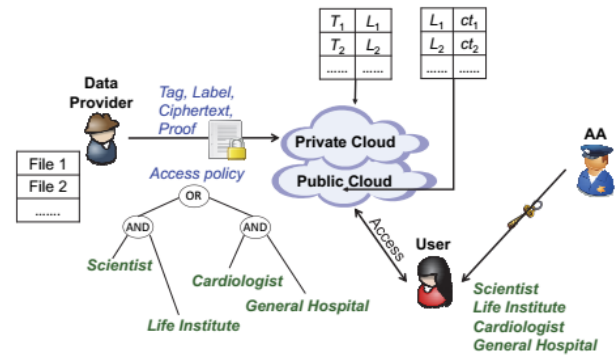 T1 L1
T2 L2
...... ......
L1 ct1
L2 ct2
...... ......
Data
Provider
Tag, Label,
Ciphertext,
Proof
Private Cloud
Public Cloud
AA
File 1
File 2
.......
Access policy
OR
AND
AND
Scientist
Life Institute
Cardiologist
General Hospital
Access
User
Scientist
Life Institute
Cardiologist
General Hospital